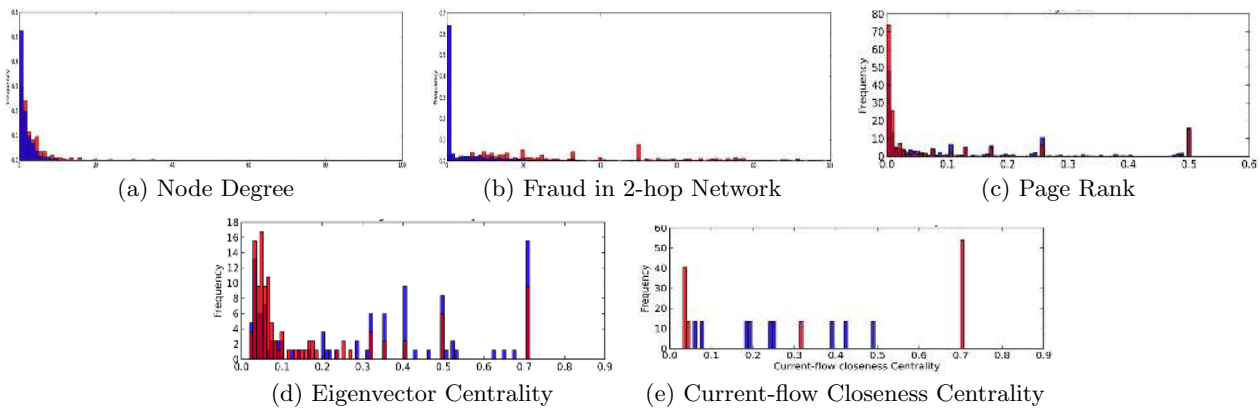 Frequency
(a) Node Degree
Frequency
0.7
(b) Fraud in 2-hop Network
80
70
60
50
40
30
20
10
0
Frequency
0.0 0.1 0.2 0.3 0.4 0.5 0.6
(c) Page Rank
18
16
14
12
10
8
6
4
2
0
Frequency
0.0 0.1 0.2 0.3 0.4 0.5 0.6 0.7 0.8 0.9
(d) Eigenvector Centrality
60
50
40
30
20
10
0
Frequency
0.0 0.1 0.2 0.3 0.4 0.5 0.6 0.7 0.8 0.9
Current-flow closeness Centrality
(e) Current-flow Closeness Centrality